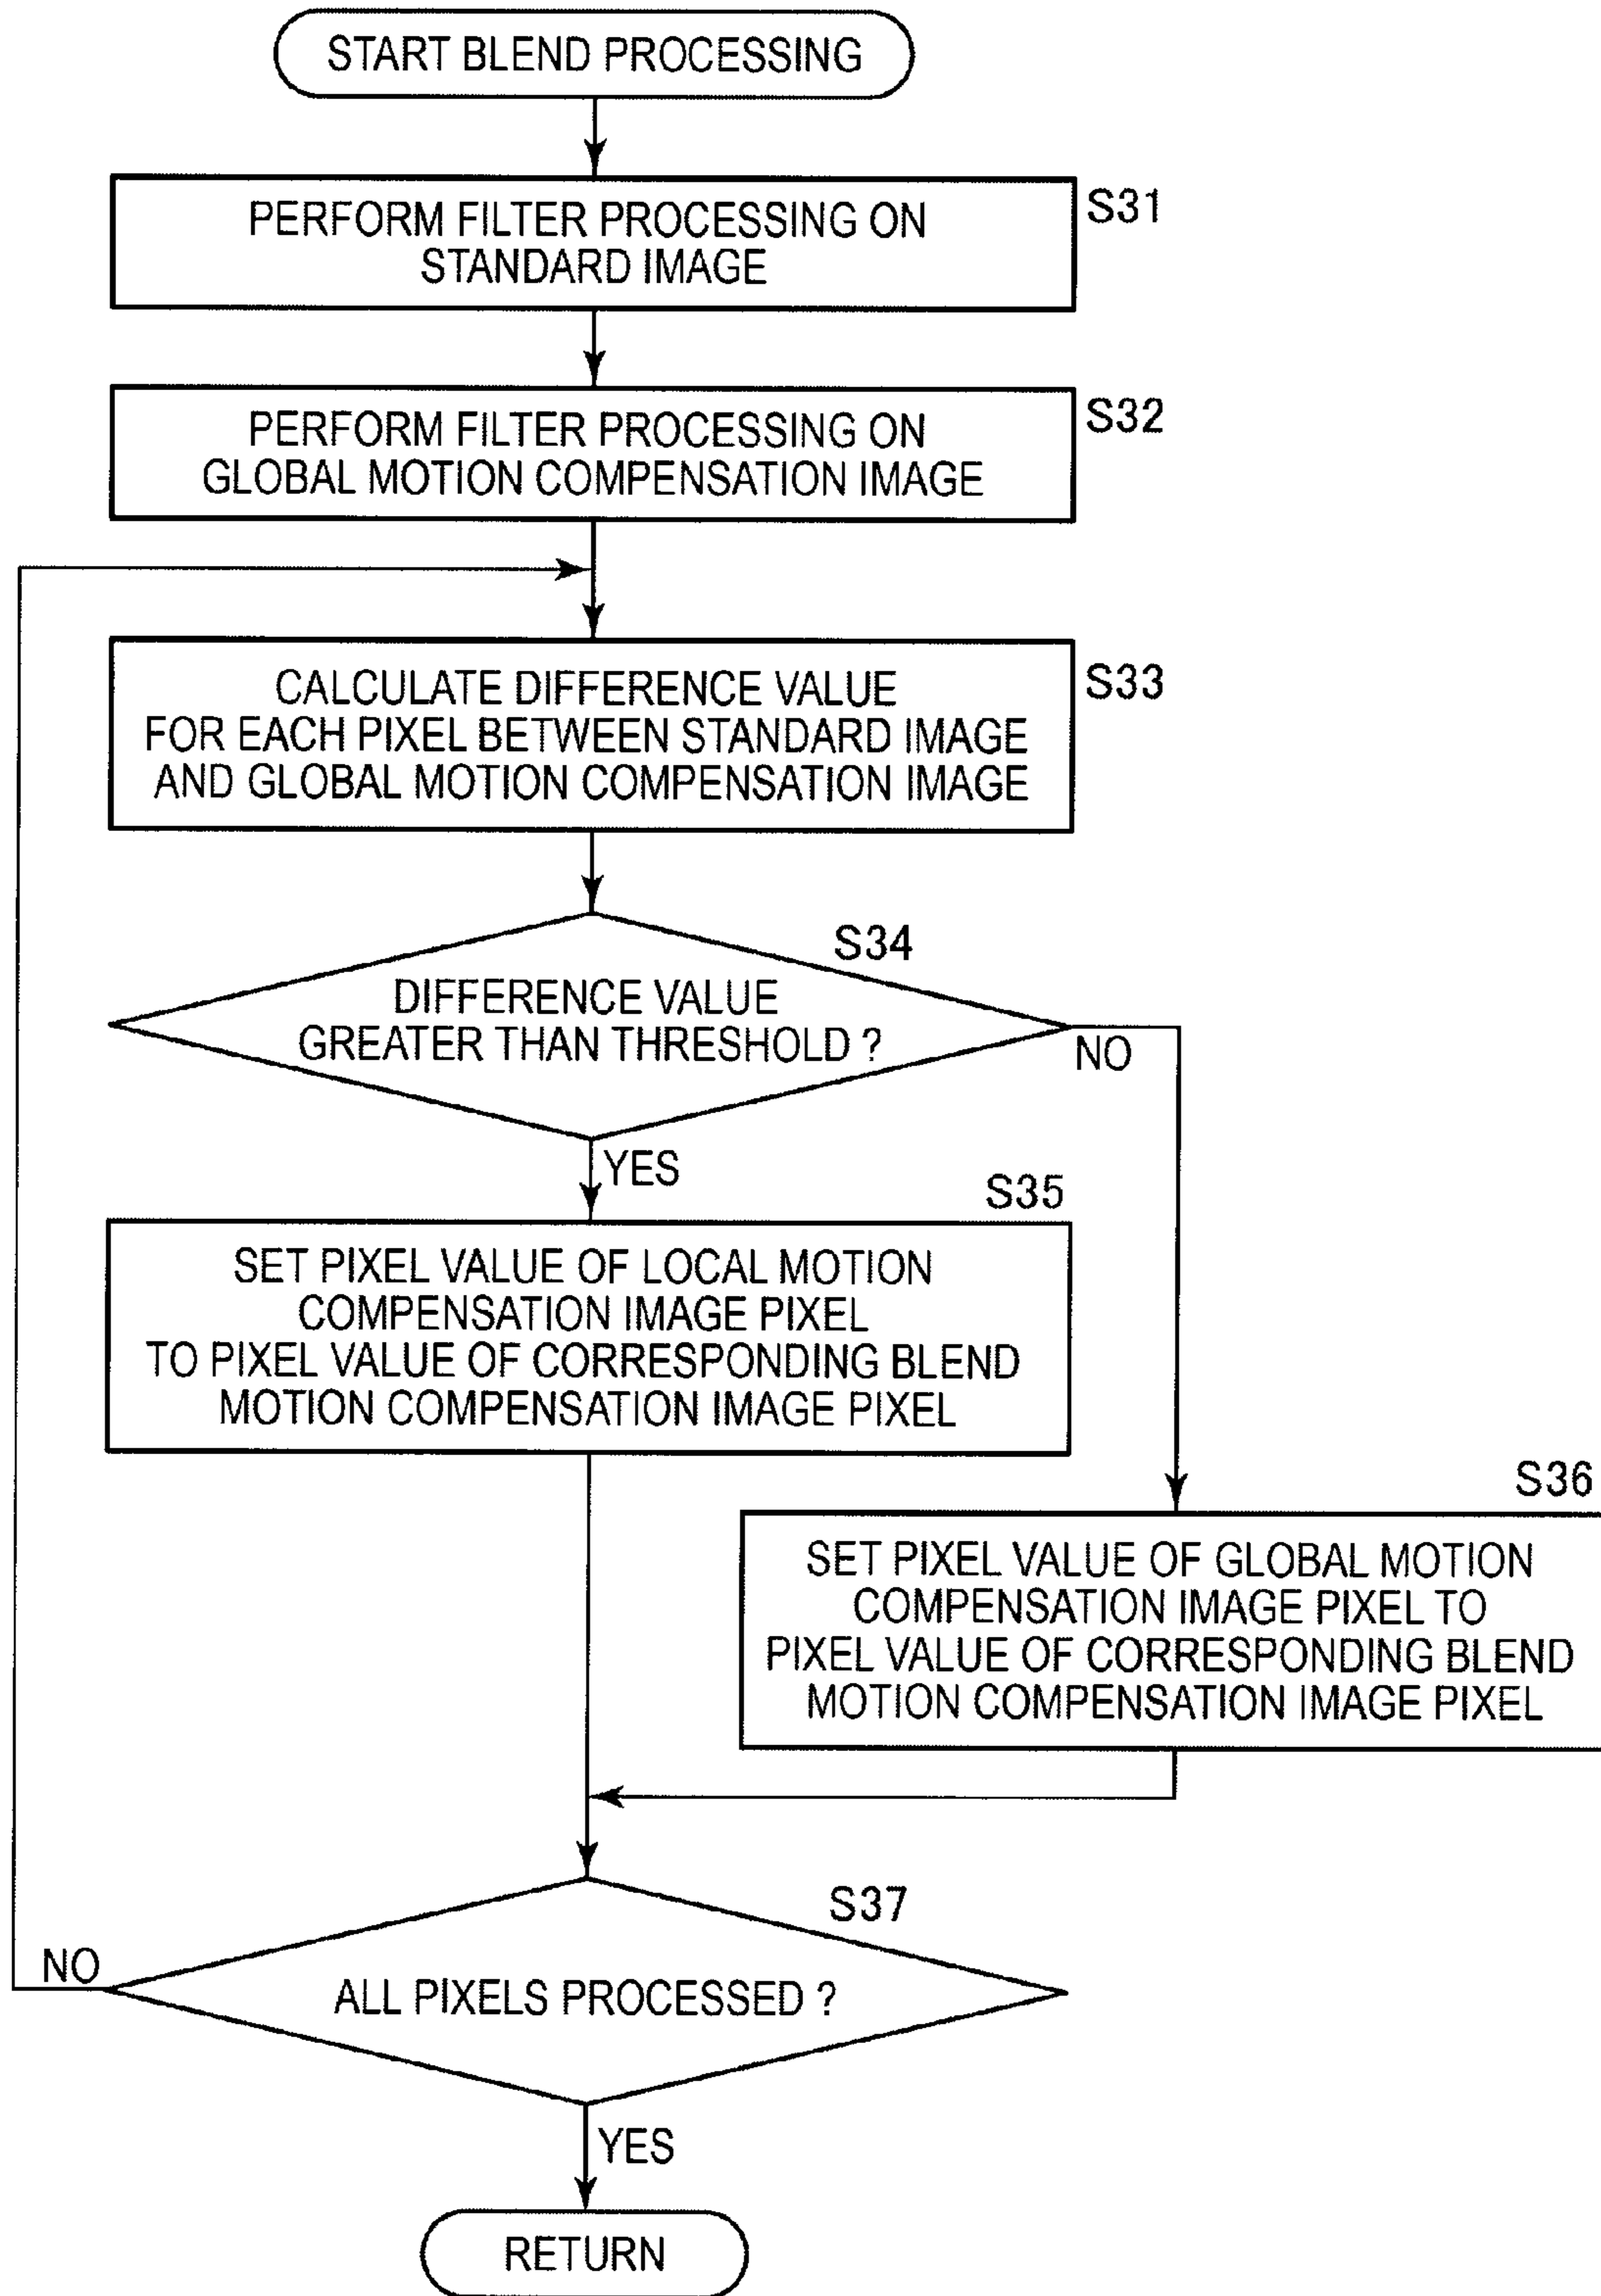 START BLEND PROCESSING
S31
PERFORM FILTER PROCESSING ON
STANDARD IMAGE
S32
PERFORM FILTER PROCESSING ON
GLOBAL MOTION COMPENSATION IMAGE
S33
CALCULATE DIFFERENCE VALUE
FOR EACH PIXEL BETWEEN STANDARD IMAGE
AND GLOBAL MOTION COMPENSATION IMAGE
S34
DIFFERENCE VALUE
GREATER THAN THRESHOLD ?
NO
YES
S35
SET PIXEL VALUE OF LOCAL MOTION
COMPENSATION IMAGE PIXEL
TO PIXEL VALUE OF CORRESPONDING BLEND
MOTION COMPENSATION IMAGE PIXEL
S36
SET PIXEL VALUE OF GLOBAL MOTION
COMPENSATION IMAGE PIXEL TO
PIXEL VALUE OF CORRESPONDING BLEND
MOTION COMPENSATION IMAGE PIXEL
S37
NO
ALL PIXELS PROCESSED ?
YES
RETURN